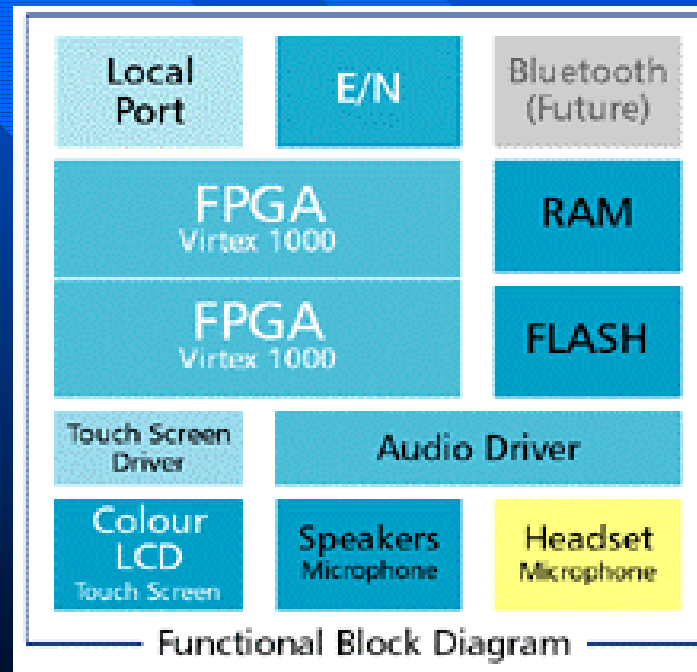 Local
Port
E/N
Bluetooth
(Future)
FPGA
Virtex 1000
RAM
FPGA
Virtex 1000
FLASH
Touch Screen
Driver
Audio Driver
Colour
LCD
Touch Screen
Speakers
Microphone
Headset
Microphone
Functional Block Diagram